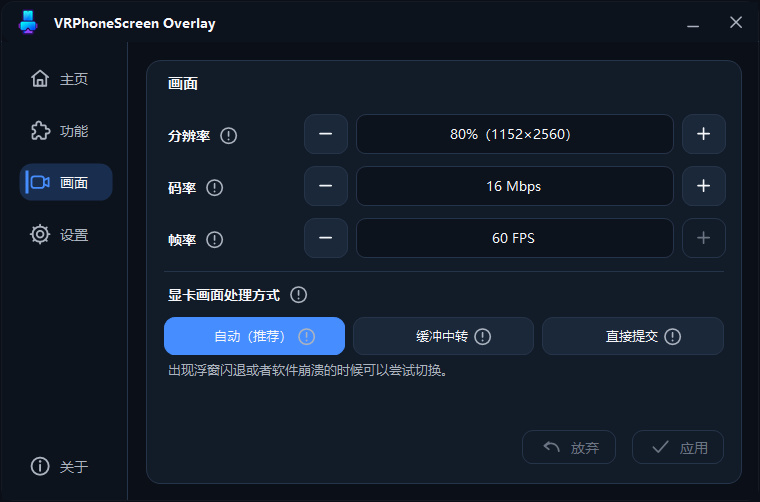 VRPhoneScreen Overlay
主页
功能
画面
设置
关于
画面
分辨率
80%（1152×2560）
码率
16 Mbps
帧率
60 FPS
显卡画面处理方式
自动（推荐）
缓冲中转
直接提交
出现浮窗闪退或者软件崩溃的时候可以尝试切换。
放弃
应用